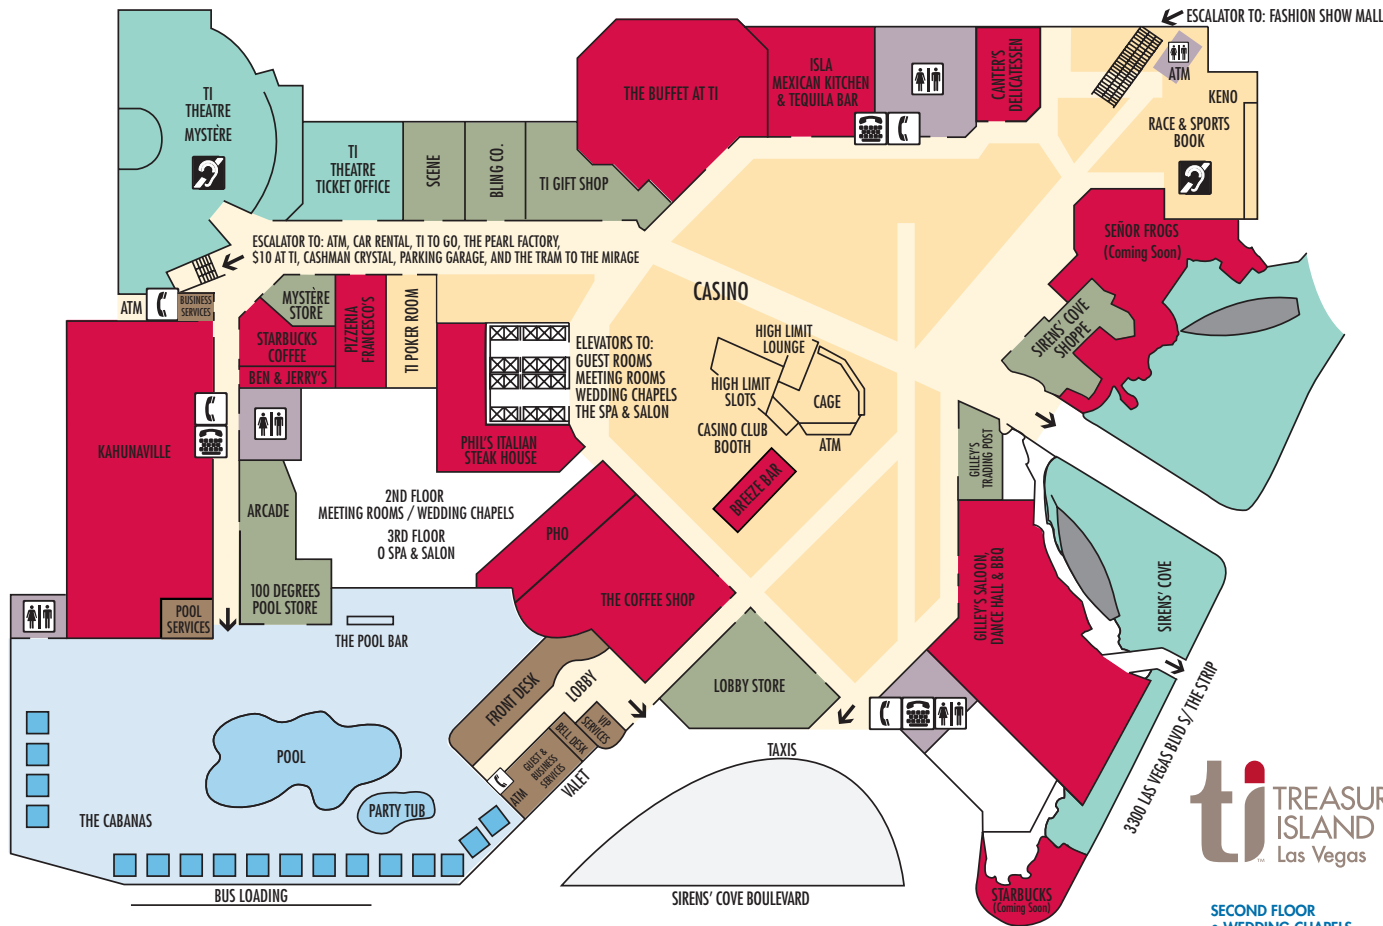 ESCALATOR TO: FASHION SHOW MALL
TI
THEATRE
MYSTÈRE
TI
THEATRE
TICKET OFFICE
SCENE
BLING CO.
TI GIFT SHOP
THE BUFFET AT TI
ISLA
MEXICAN KITCHEN
& TEQUILA BAR
CANTER'S
DELICATESSEN
ATM
KENO
RACE & SPORTS
BOOK
SEÑOR FROGS
(Coming Soon)
SIRENS' COVE
SHOPPE
ESCALATOR TO: ATM, CAR RENTAL, TI TO GO, THE PEARL FACTORY,
$10 AT TI, CASHMAN CRYSTAL, PARKING GARAGE, AND THE TRAM TO THE MIRAGE
ATM
BUSINESS
SERVICES
MYSTÈRE
STORE
STARBUCKS
COFFEE
BEN & JERRY'S
PIZZERIA
FRANCESCO'S
TI POKER ROOM
CASINO
ELEVATORS TO:
GUEST ROOMS
MEETING ROOMS
WEDDING CHAPELS
THE SPA & SALON
HIGH LIMIT
LOUNGE
HIGH LIMIT
SLOTS
CAGE
CASINO CLUB
BOOTH
ATM
BREEZE BAR
PHIL'S ITALIAN
STEAK HOUSE
KAHUNAVILLE
ARCADE
2ND FLOOR
MEETING ROOMS / WEDDING CHAPELS
3RD FLOOR
O SPA & SALON
PHO
THE COFFEE SHOP
GILLEY'S
TRADING POST
GILLEY'S SALOON,
DANCE HALL & BBQ
SIRENS' COVE
100 DEGREES
POOL STORE
POOL
SERVICES
THE POOL BAR
FRONT DESK
LOBBY
LOBBY STORE
VIP
SERVICES
BELL DESK
GUEST &
BUSINESS
SERVICES
ATM
VALET
TAXIS
POOL
PARTY TUB
THE CABANAS
BUS LOADING
SIRENS' COVE BOULEVARD
3300 LAS VEGAS BLVD S/ THE STRIP
STARBUCKS
(Coming Soon)
ti
TREASUR
ISLAND
Las Vegas
SECOND FLOOR
• WEDDING CHAPELS